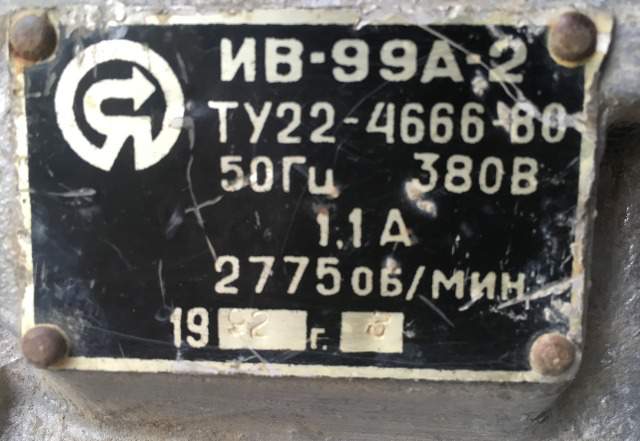 ИВ-99А-2
ТУ22-4666-80
50Гц 380В
1,1А
2775об/мин
19 г.